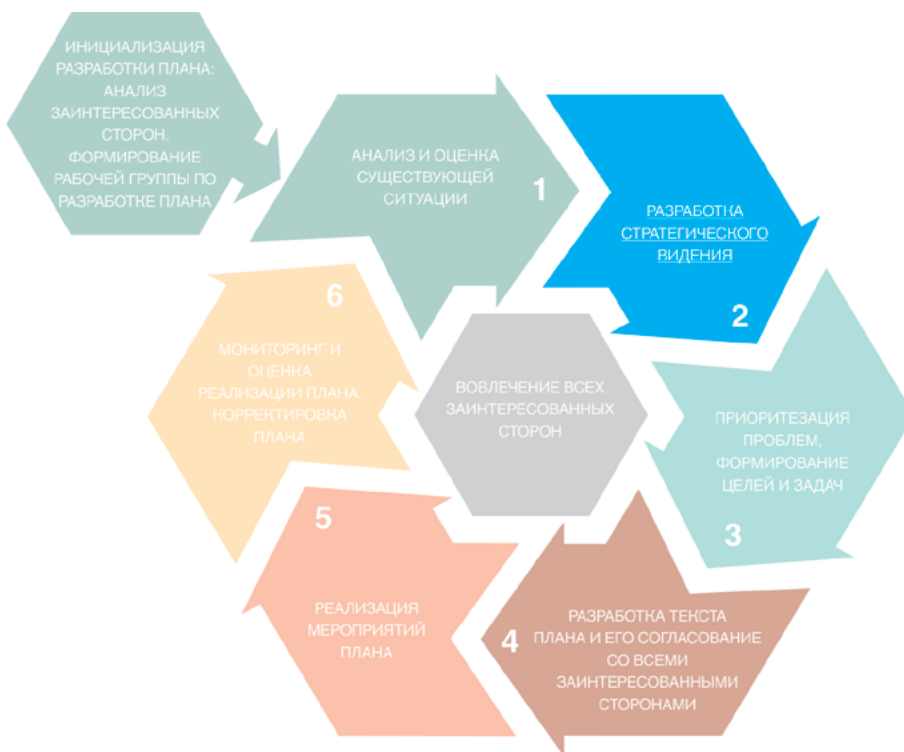 ИНИЦИАЛИЗАЦИЯ
РАЗРАБОТКИ ПЛАНА:
АНАЛИЗ
ЗАИНТЕРЕСОВАННЫХ
СТОРОН.
ФОРМИРОВАНИЕ
РАБОЧЕЙ ГРУППЫ ПО
РАЗРАБОТКЕ ПЛАНА
АНАЛИЗ И ОЦЕНКА
СУЩЕСТВУЮЩЕЙ
СИТУАЦИИ
1
РАЗРАБОТКА
СТРАТЕГИЧЕСКОГО
ВИДЕНИЯ
2
ПРИОРИТЕЗАЦИЯ
ПРОБЛЕМ,
ФОРМИРОВАНИЕ
ЦЕЛЕЙ И ЗАДАЧ
3
РАЗРАБОТКА ТЕКСТА
ПЛАНА И ЕГО СОГЛАСОВАНИЕ
СО ВСЕМИ
ЗАИНТЕРЕСОВАННЫМИ
СТОРОНАМИ
4
5
РЕАЛИЗАЦИЯ
МЕРОПРИЯТИЙ
ПЛАНА
6
МОНИТОРИНГ И
ОЦЕНКА
РЕАЛИЗАЦИИ ПЛАНА.
КОРРЕКТИРОВКА
ПЛАНА
ВОВЛЕЧЕНИЕ ВСЕХ
ЗАИНТЕРЕСОВАННЫХ
СТОРОН